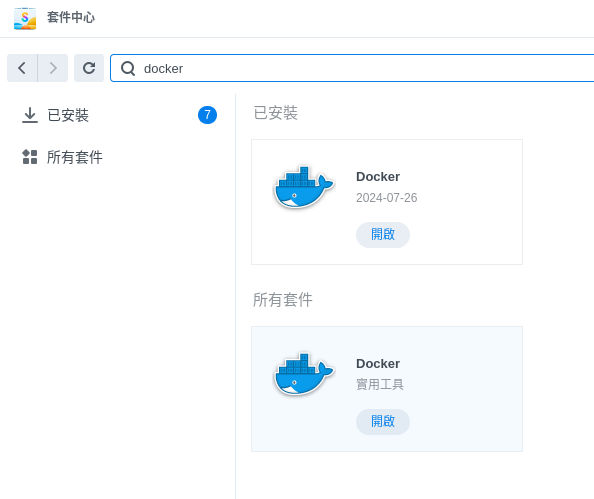 套件中心
docker
已安裝
7
所有套件
已安裝
Docker
2024-07-26
開啟
所有套件
Docker
實用工具
開啟